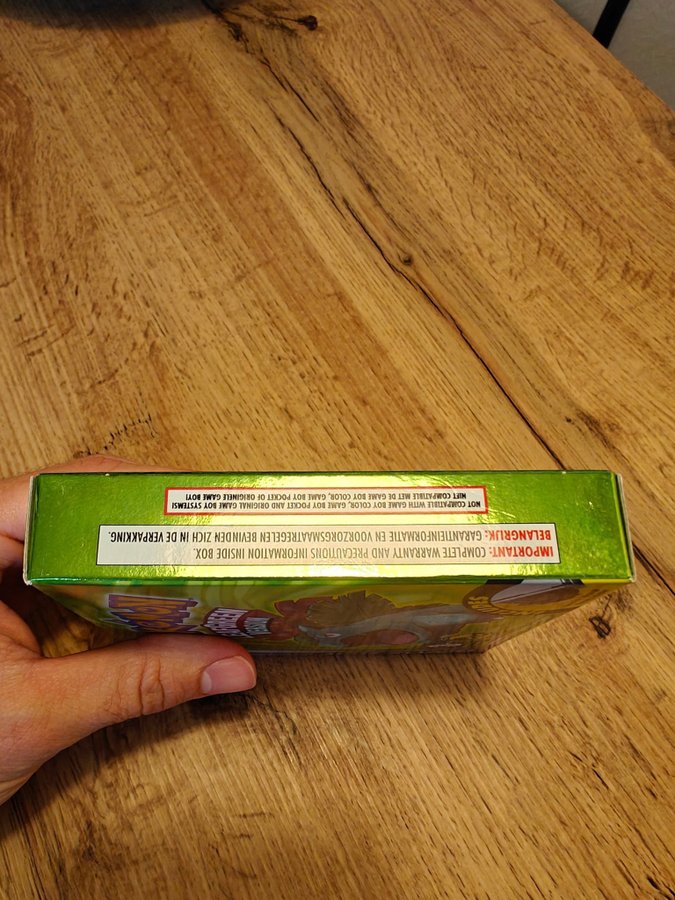 IMPORTANT: COMPLETE WARRANTY AND PRECAUTIONS INFORMATION INSIDE BOX.
BELANGRIJK: GARANTIEINFORMATIE EN VOORZORGSMAATREGELEN BEVINDEN ZICH IN DE VERPAKKING.
NOT COMPATIBLE WITH GAME BOY COLOR, GAME BOY POCKET AND ORIGINAL GAME BOY SYSTEMS!
NIET COMPATIBLE MET DE GAME BOY COLOR, GAME BOY POCKET OF ORIGINELE GAME BOY!
VERSION